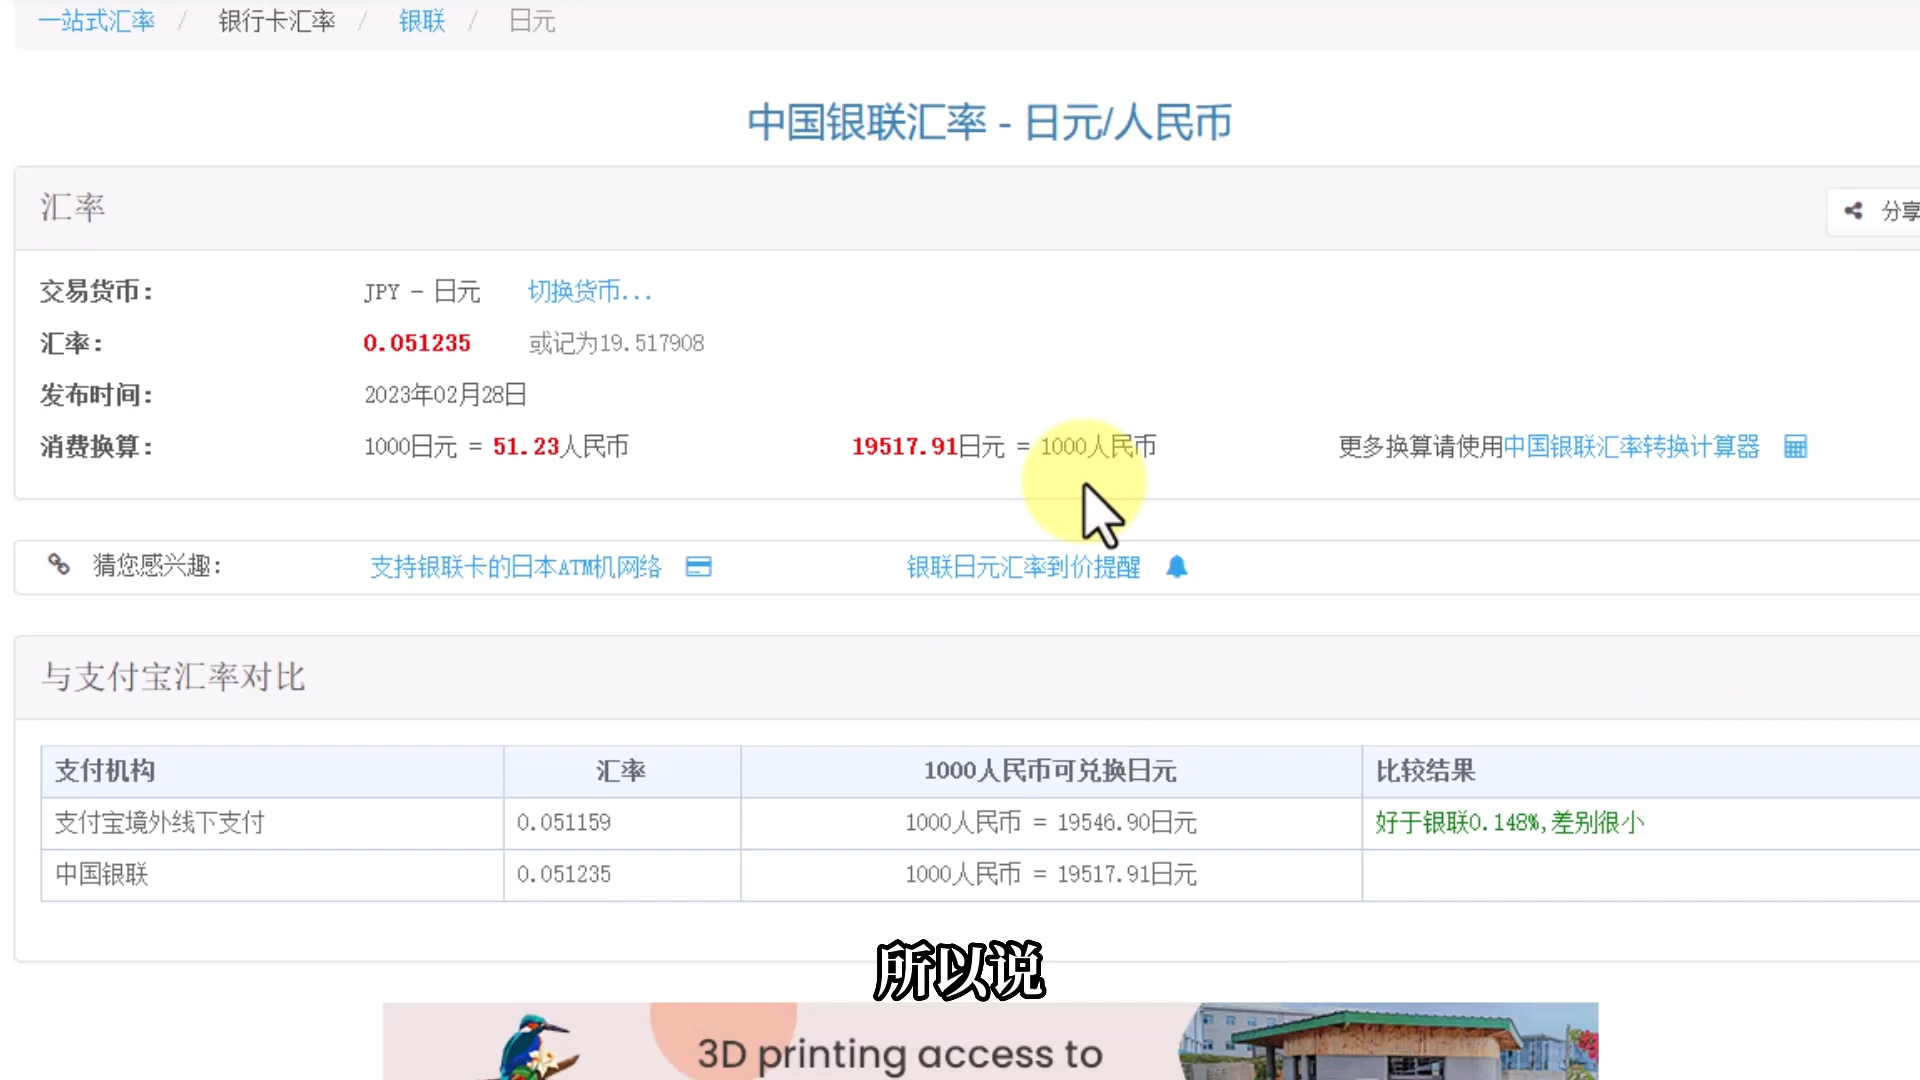 一站式汇率 / 银行卡汇率 / 银联 / 日元
中国银联汇率 - 日元/人民币
汇率
分享
交易货币: JPY - 日元 切换货币...
汇率: 0.051235 或记为19.517908
发布时间: 2023年02月28日
消费换算: 1000日元 = 51.23人民币 19517.91日元 = 1000人民币 更多换算请使用中国银联汇率转换计算器
猜您感兴趣: 支持银联卡的日本ATM机网络 银联日元汇率到价提醒
与支付宝汇率对比
支付机构 汇率 1000人民币可兑换日元 比较结果
支付宝境外线下支付 0.051159 1000人民币 = 19546.90日元 好于银联0.148%,差别很小
中国银联 0.051235 1000人民币 = 19517.91日元
所以说
3D printing access to